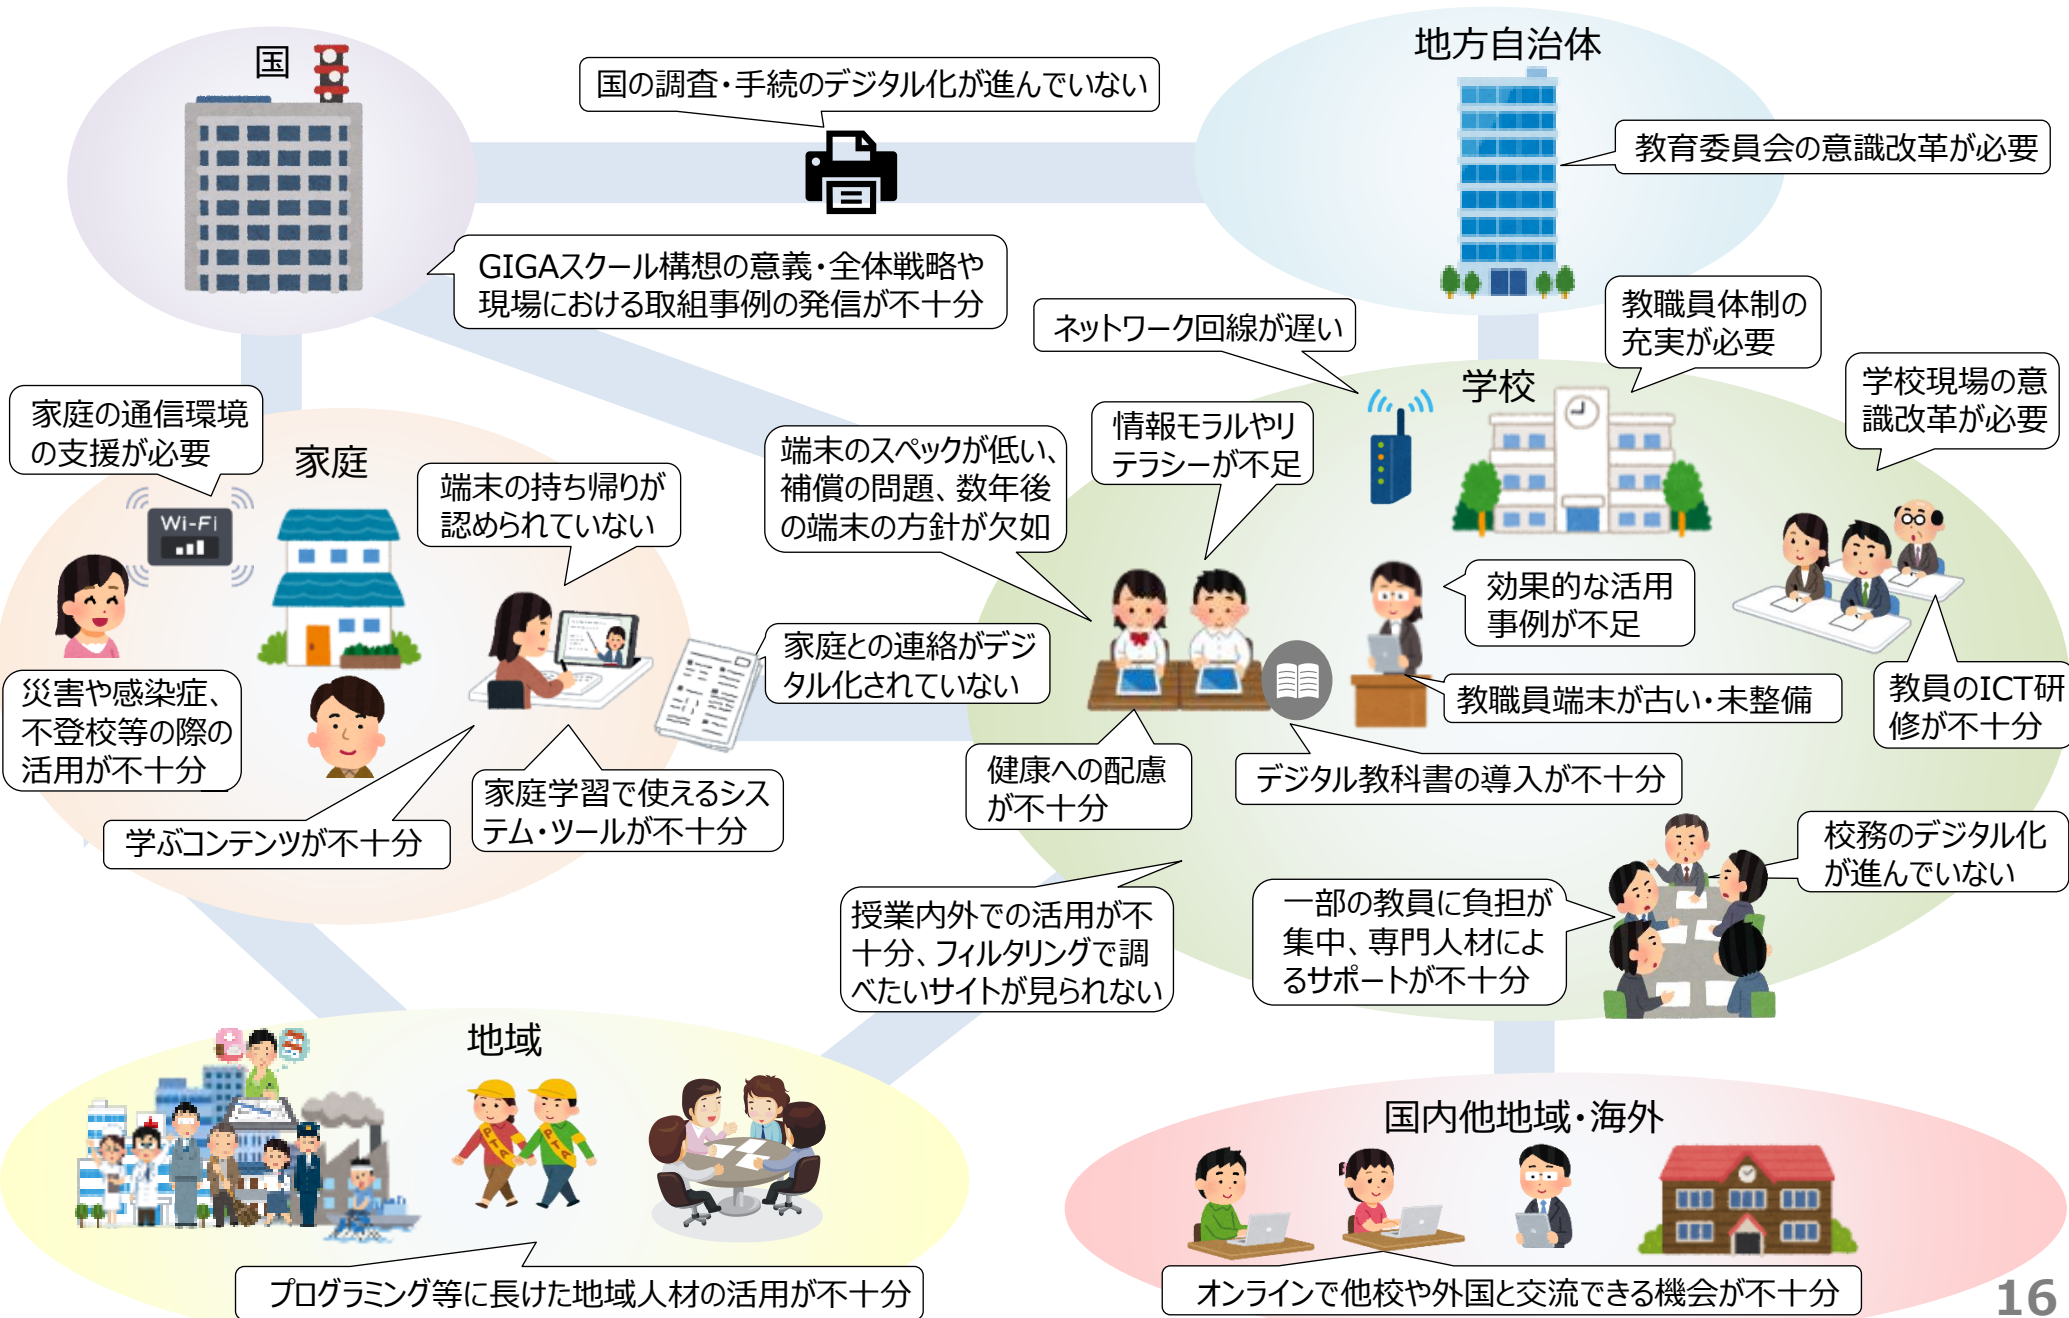 国
国の調査・手続のデジタル化が進んでいない
地方自治体
教育委員会の意識改革が必要
GIGAスクール構想の意義・全体戦略や
現場における取組事例の発信が不十分
ネットワーク回線が遅い
教職員体制の
充実が必要
学校
学校現場の意
識改革が必要
家庭の通信環境
の支援が必要
家庭
Wi-Fi
端末の持ち帰りが
認められていない
端末のスペックが低い、
補償の問題、数年後
の端末の方針が欠如
情報モラルやリ
テラシーが不足
効果的な活用
事例が不足
家庭との連絡がデジ
タル化されていない
教職員端末が古い・未整備
教員のICT研
修が不十分
災害や感染症、
不登校等の際の
活用が不十分
学ぶコンテンツが不十分
家庭学習で使えるシス
テム・ツールが不十分
健康への配慮
が不十分
デジタル教科書の導入が不十分
校務のデジタル化
が進んでいない
授業内外での活用が不
十分、フィルタリングで調
べたいサイトが見られない
一部の教員に負担が
集中、専門人材によ
るサポートが不十分
地域
PTA
PTA
プログラミング等に長けた地域人材の活用が不十分
国内他地域・海外
オンラインで他校や外国と交流できる機会が不十分
16